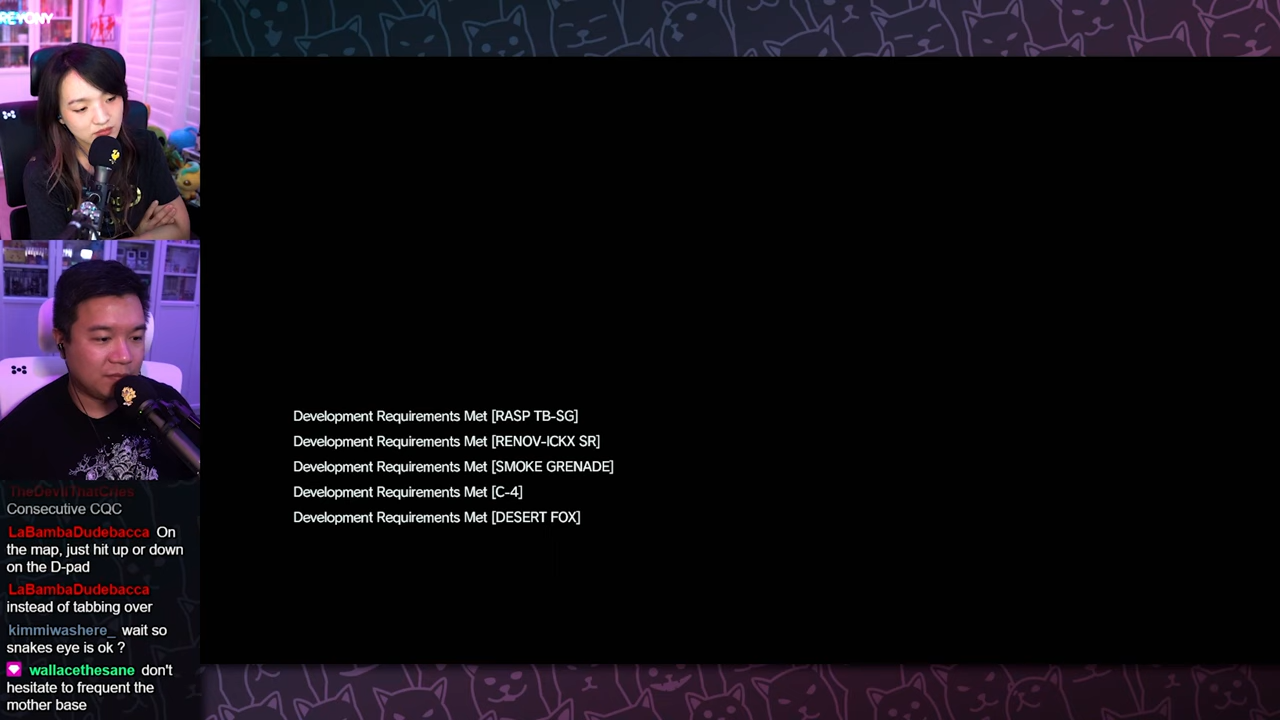 REYONY
TheDevilThatCries
Consecutive CQC
LaBambaDudebacca On
the map, just hit up or down
on the D-pad
LaBambaDudebacca
instead of tabbing over
kimmiwashere_ wait so
snakes eye is ok ?
wallacethesane don't
hesitate to frequent the
mother base
Development Requirements Met [RASP TB-SG]
Development Requirements Met [RENOV-ICKX SR]
Development Requirements Met [SMOKE GRENADE]
Development Requirements Met [C-4]
Development Requirements Met [DESERT FOX]